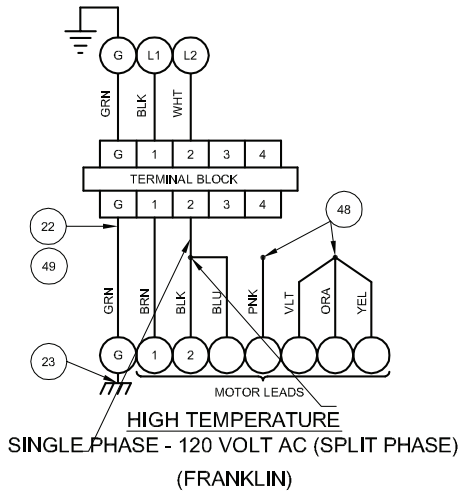 G L1 L2
GRN BLK WHT
G 1 2 3 4
TERMINAL BLOCK
G 1 2 3 4
22
48
49
GRN BRN BLK BLU PNK VLT ORA YEL
G 1 2
23
MOTOR LEADS
HIGH TEMPERATURE
SINGLE PHASE - 120 VOLT AC (SPLIT PHASE)
(FRANKLIN)